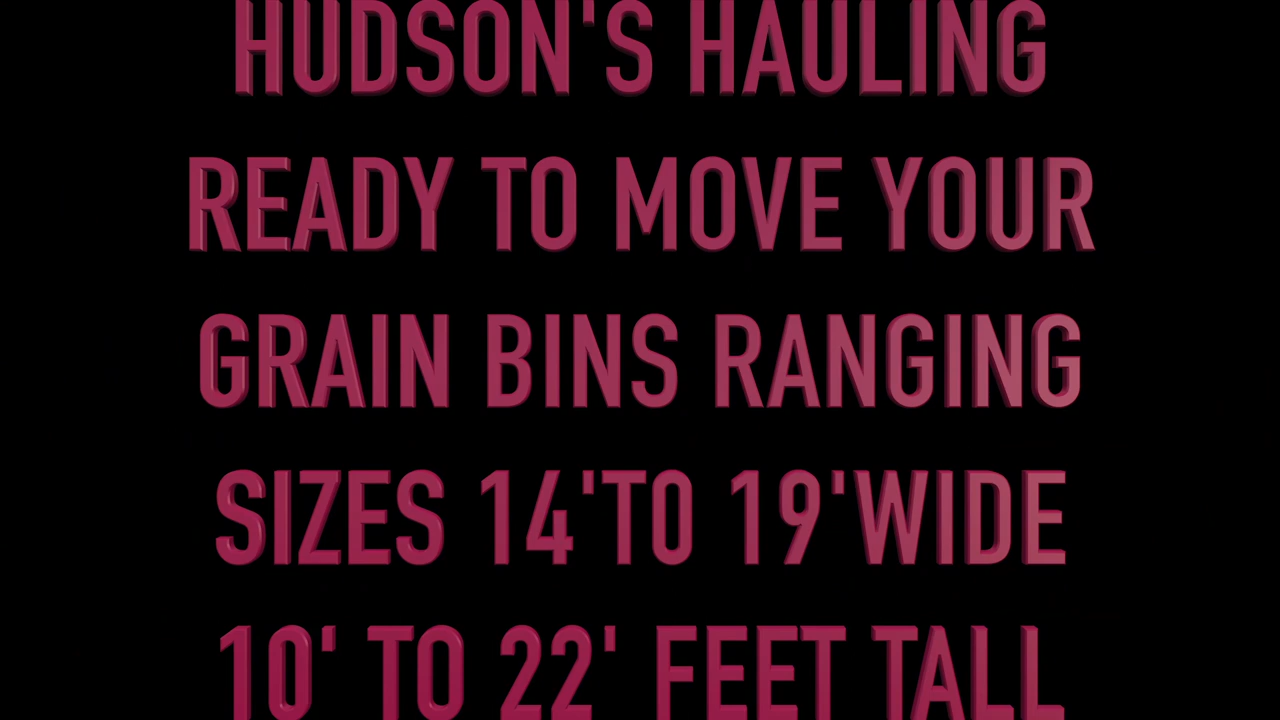 HUDSON'S HAULING
READY TO MOVE YOUR
GRAIN BINS RANGING
SIZES 14'TO 19'WIDE
10' TO 22' FEET TALL